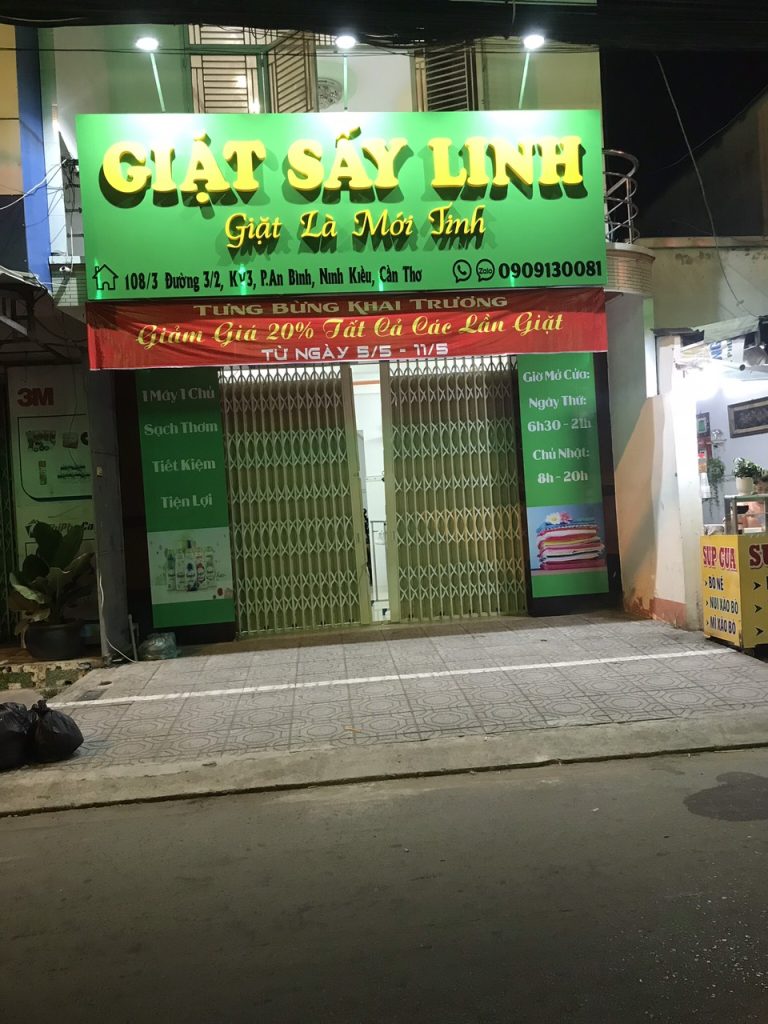 GIẶT SẤY LINH
Giặt Là Mới Tinh
108/3 Đường 3/2, KV3, P.An Bình, Ninh Kiều, Cần Thơ
Zalo 0909130081
TƯNG BỪNG KHAI TRƯƠNG
Giảm Giá 20% Tất Cả Các Lần Giặt
TỪ NGÀY 5/5 - 11/5
1 Máy 1 Chủ
Sạch Thơm
Tiết Kiệm
Tiện Lợi
Giờ Mở Cửa:
Ngày Thứ:
6h30 - 21h
Chủ Nhật:
8h - 20h
3M
SUP CUA
BÒ NÉ
NUI XÀO BÒ
MÌ XÀO BÒ